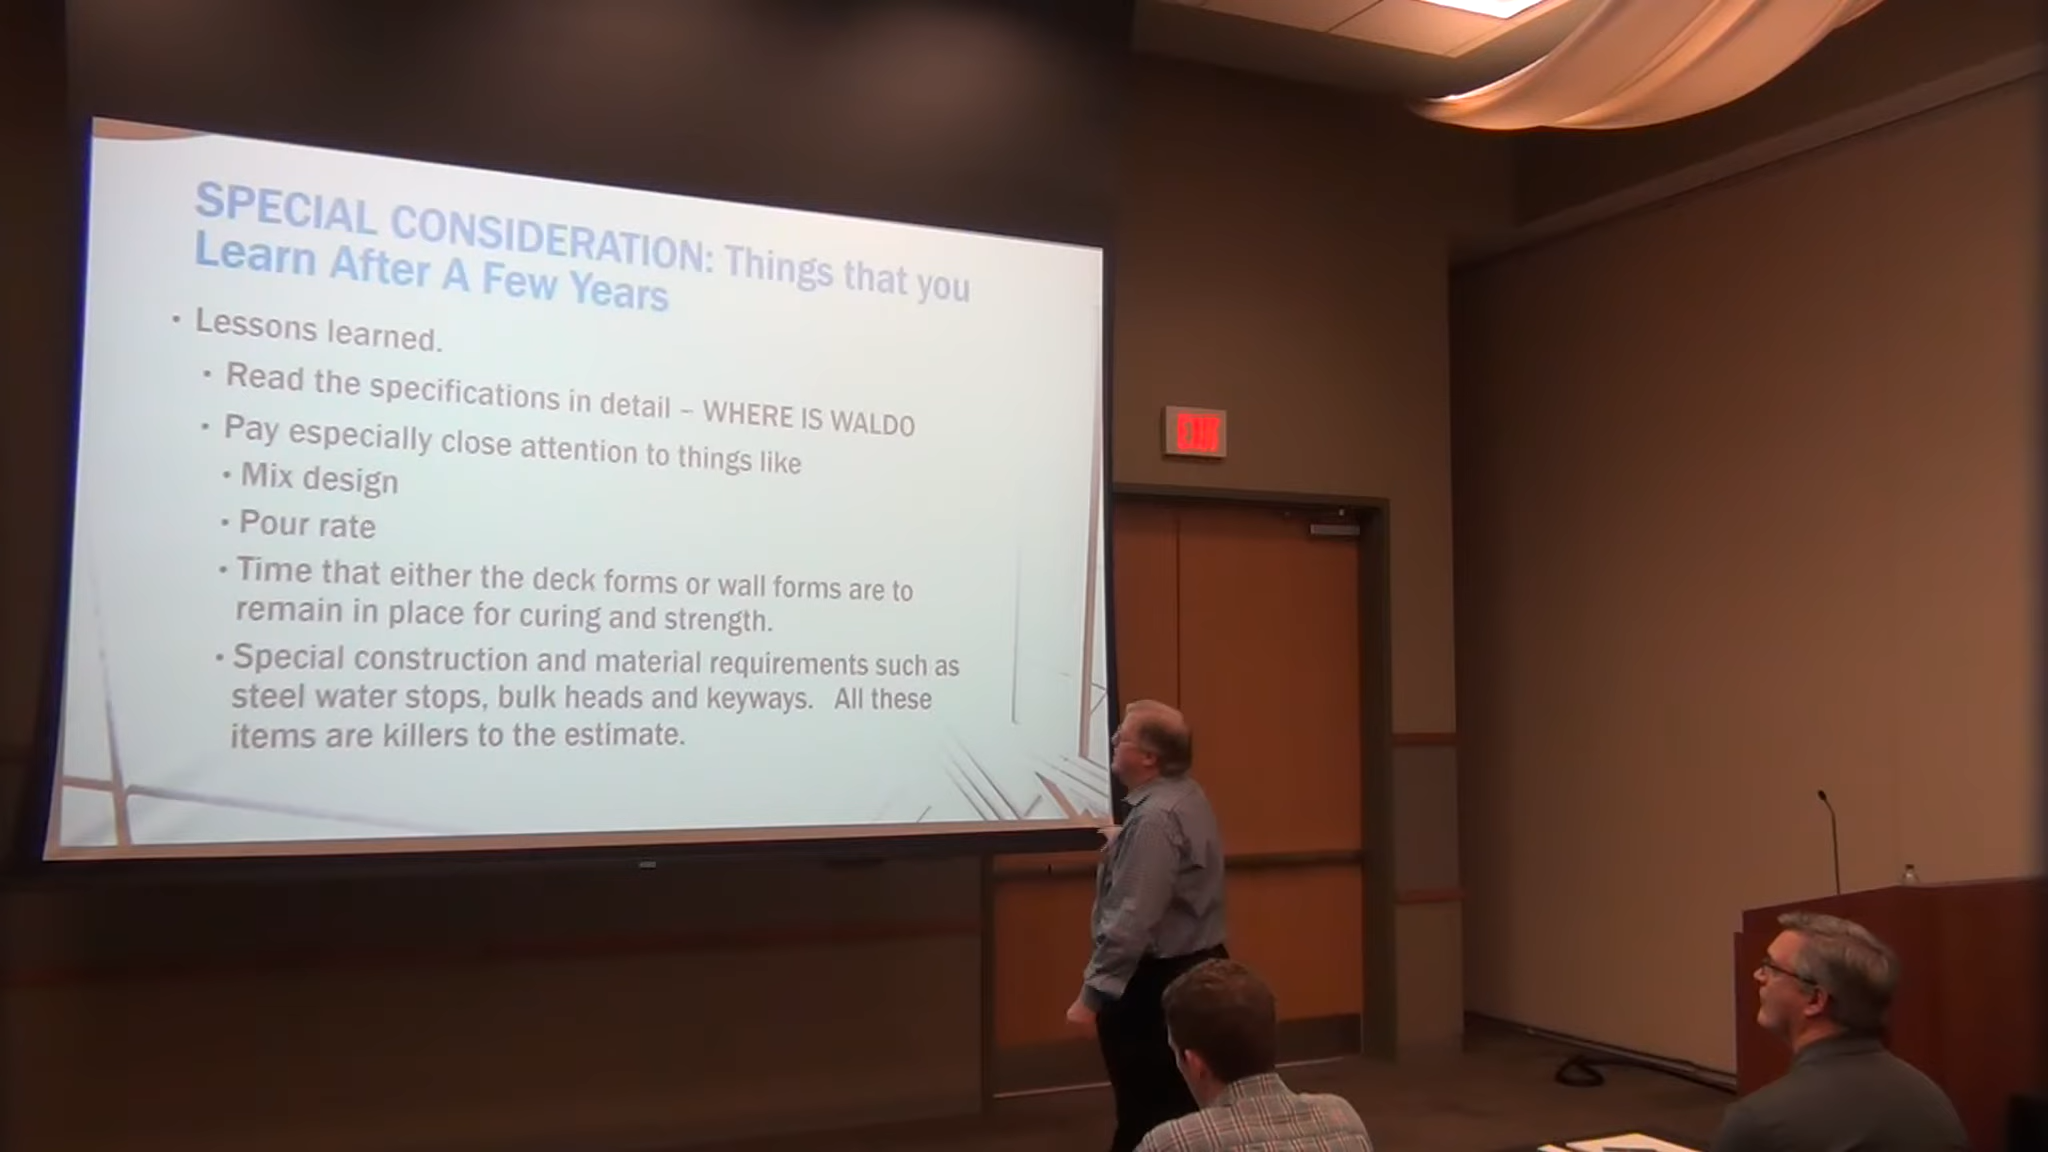 SPECIAL CONSIDERATION: Things that you
Learn After A Few Years
• Lessons learned.
• Read the specifications in detail – WHERE IS WALDO
• Pay especially close attention to things like
• Mix design
• Pour rate
• Time that either the deck forms or wall forms are to
remain in place for curing and strength.
• Special construction and material requirements such as
steel water stops, bulk heads and keyways. All these
items are killers to the estimate.
EXIT